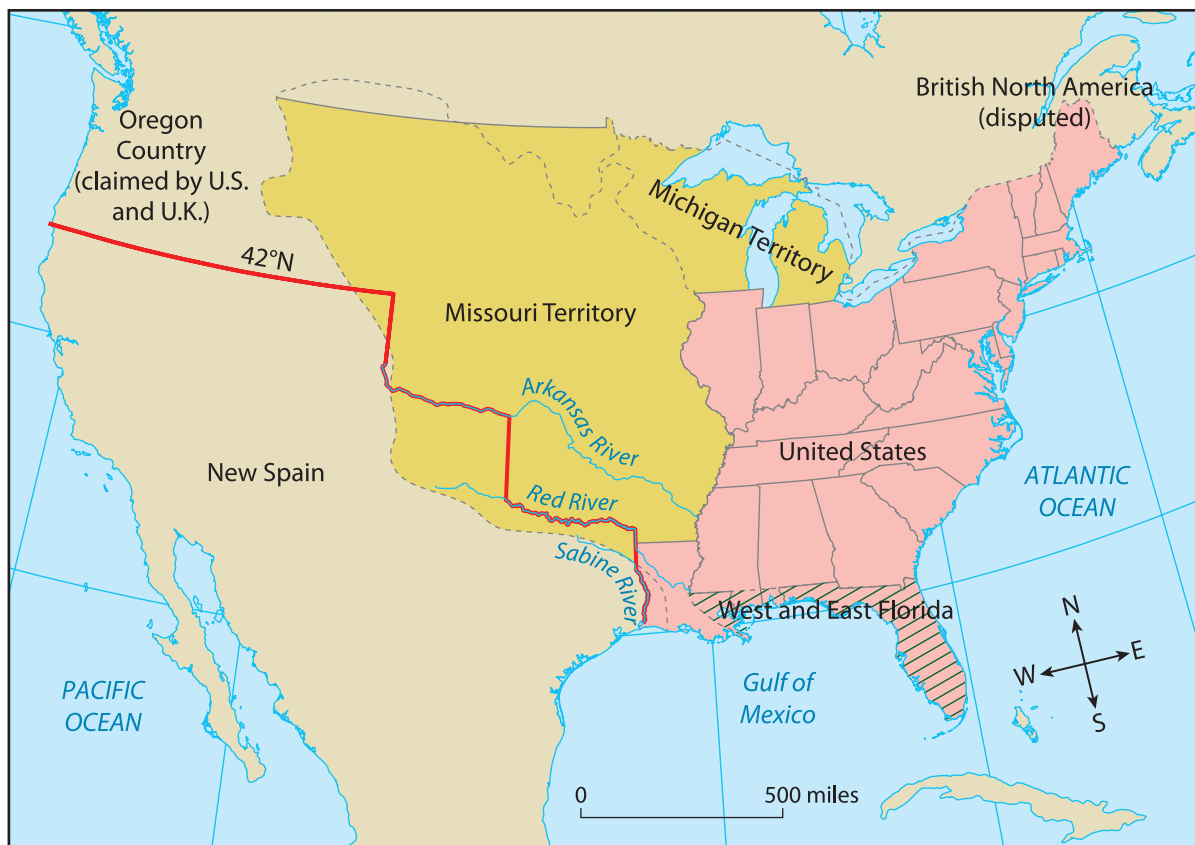 British North America
(disputed)
Oregon
Country
(claimed by U.S.
and U.K.)
Michigan Territory
42°N
Missouri Territory
Arkansas River
United States
New Spain
Red River
ATLANTIC
OCEAN
Sabine River
West and East Florida
N
W
E
S
PACIFIC
OCEAN
Gulf of
Mexico
0
500 miles